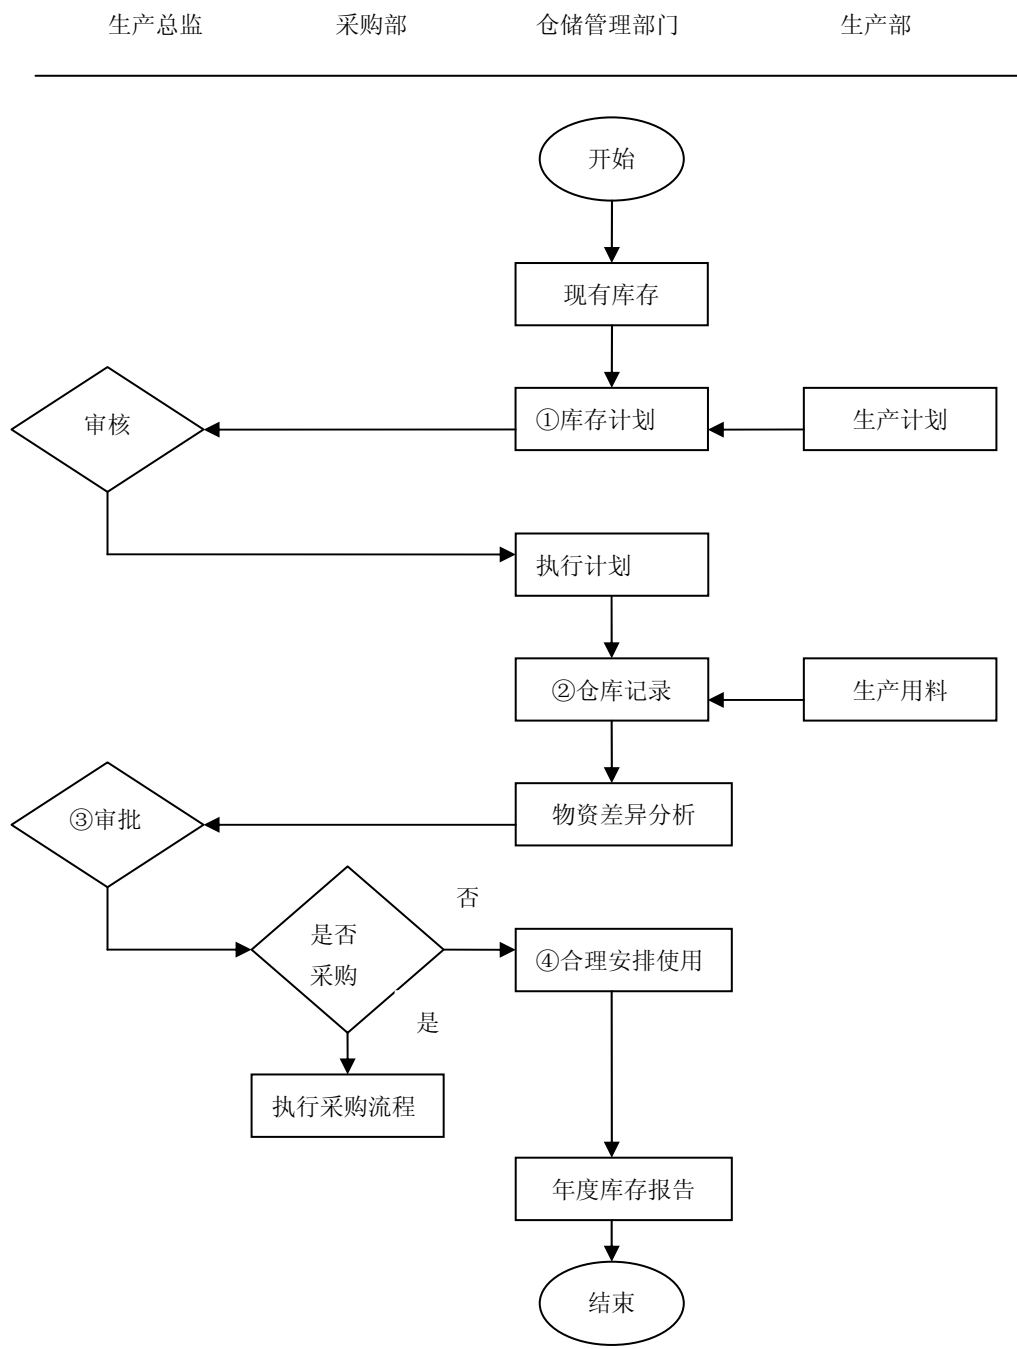 生产总监 采购部 仓储管理部门 生产部
开始
现有库存
审核
①库存计划
生产计划
执行计划
②仓库记录
生产用料
③审批
物资差异分析
否
是否
采购
④合理安排使用
是
执行采购流程
年度库存报告
结束